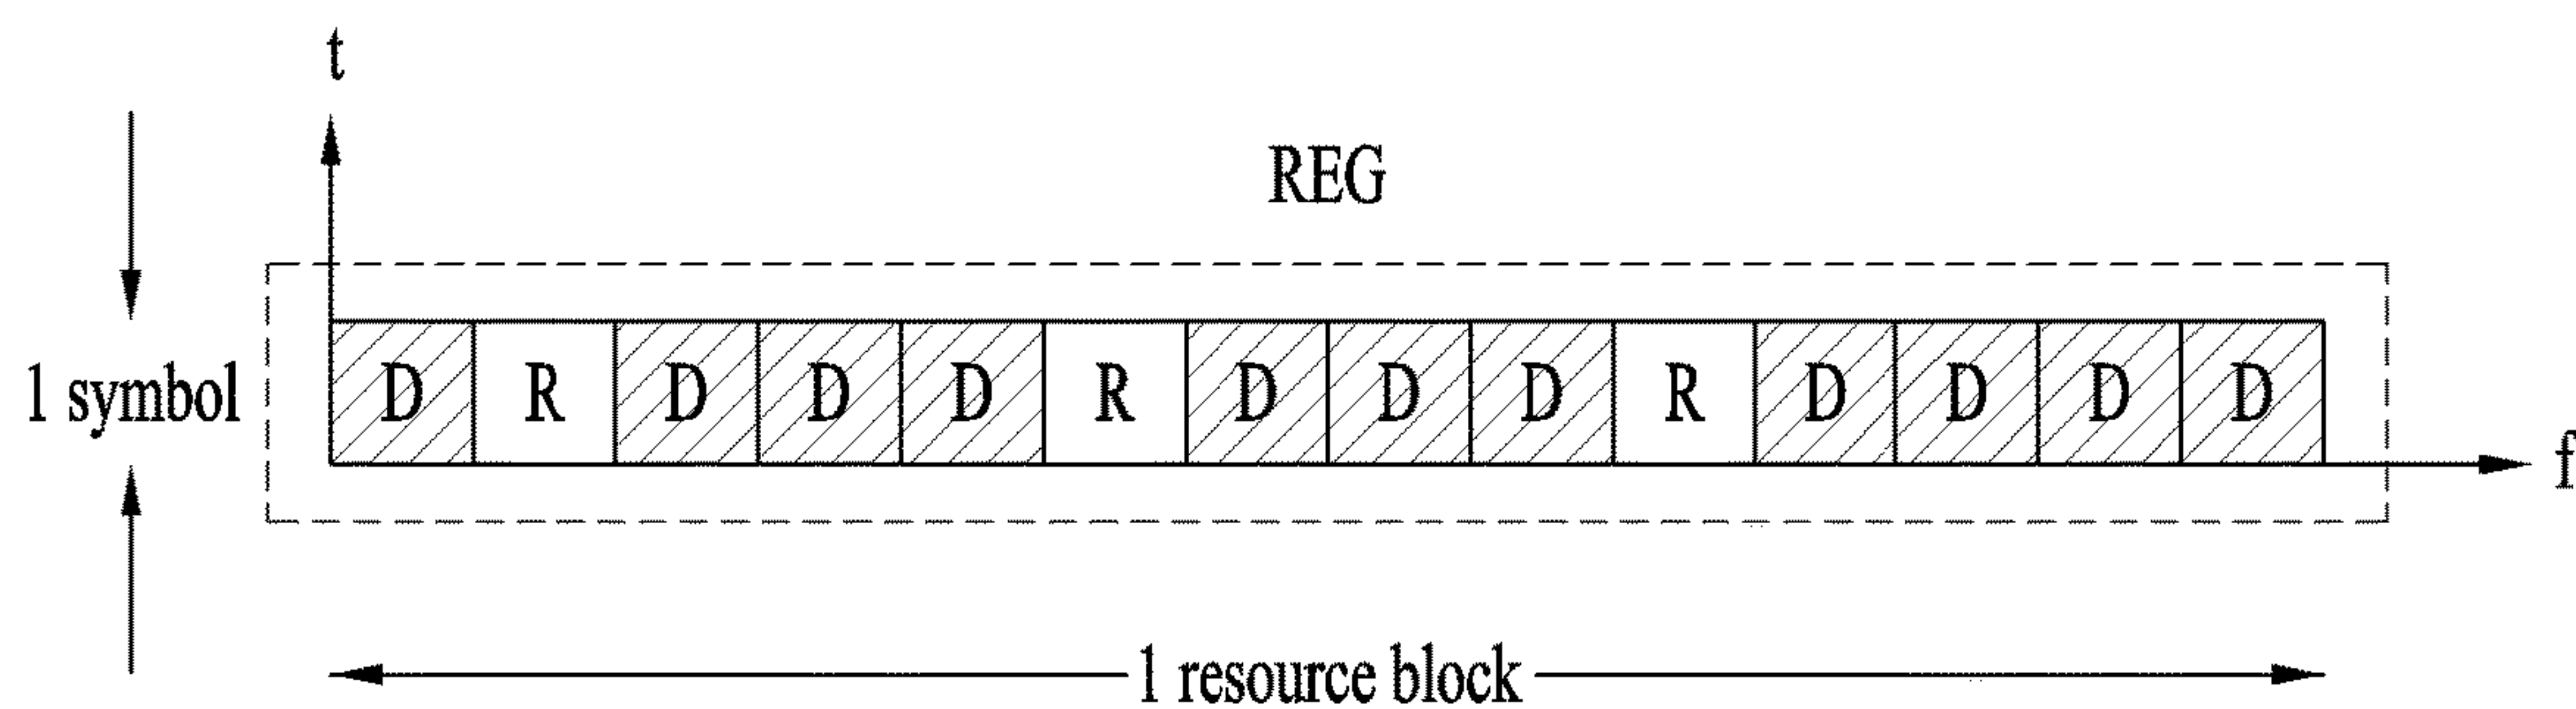 t
REG
1 symbol
D R D D D R D D D R D D D D
f
1 resource block